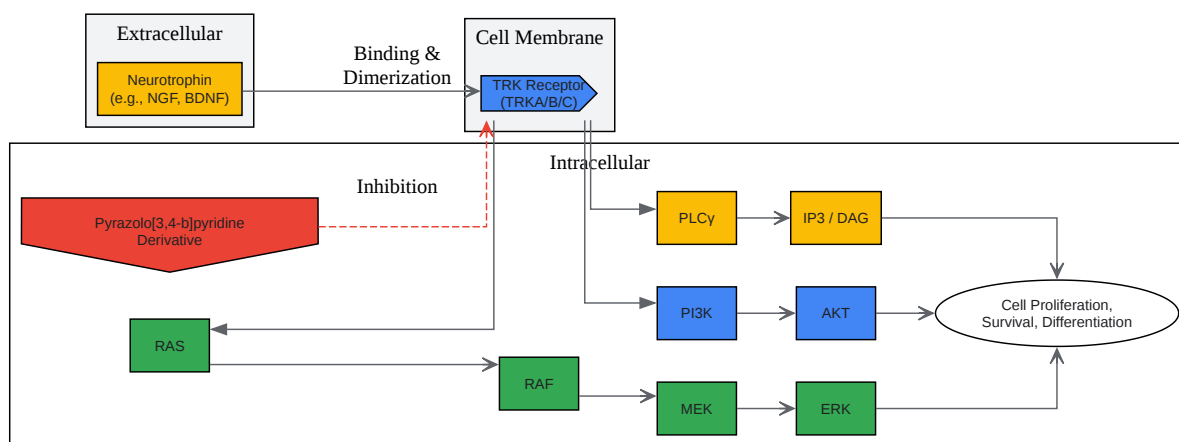 Extracellular
Neurotrophin
(e.g., NGF, BDNF)
Binding &
Dimerization
Cell Membrane
TRK Receptor
(TRKA/B/C)
Intracellular
Inhibition
Pyrazolo[3,4-b]pyridine
Derivative
PLCγ
IP3 / DAG
PI3K
AKT
Cell Proliferation,
Survival, Differentiation
RAS
RAF
MEK
ERK